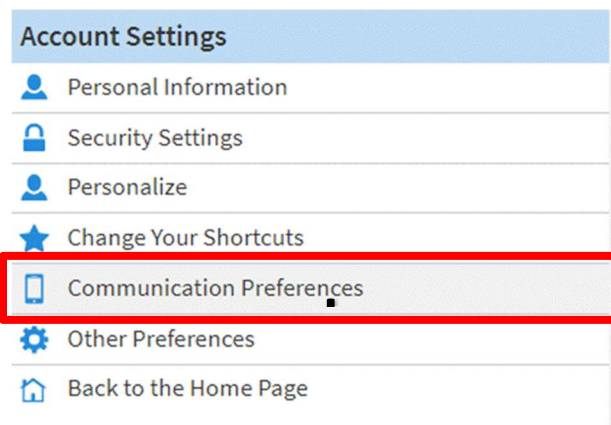 Account Settings
Personal Information
Security Settings
Personalize
Change Your Shortcuts
Communication Preferences
Other Preferences
Back to the Home Page